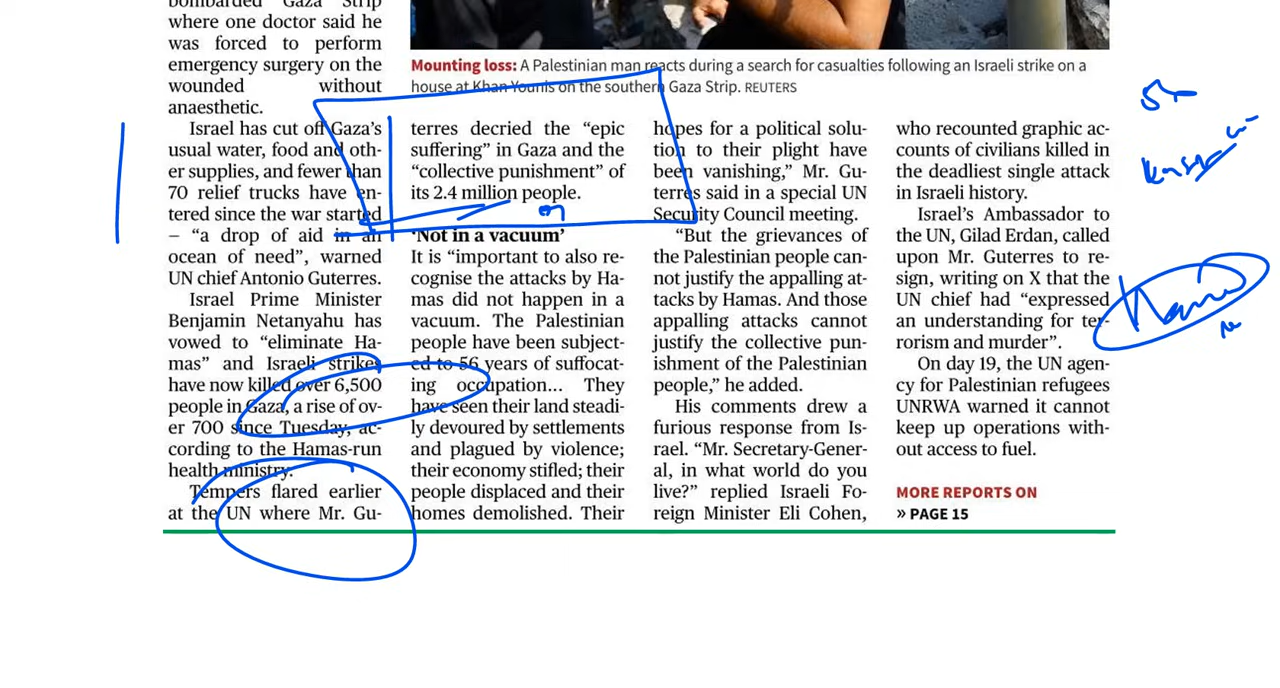 bombarded Gaza Strip
where one doctor said he
was forced to perform
emergency surgery on the
wounded without
anaesthetic.
Israel has cut off Gaza's
usual water, food and oth-
er supplies, and fewer than
70 relief trucks have en-
tered since the war started
– “a drop of aid in an
ocean of need”, warned
UN chief Antonio Guterres.
Israel Prime Minister
Benjamin Netanyahu has
vowed to “eliminate Ha-
mas” and Israeli strikes
have now killed over 6,500
people in Gaza, a rise of ov-
er 700 since Tuesday, ac-
cording to the Hamas-run
health ministry.
Tempers flared earlier
at the UN where Mr. Gu-
Mounting loss: A Palestinian man reacts during a search for casualties following an Israeli strike on a
house at Khan Younis on the southern Gaza Strip. REUTERS
terres decried the “epic
suffering” in Gaza and the
“collective punishment” of
its 2.4 million people.
‘Not in a vacuum’
It is “important to also re-
cognise the attacks by Ha-
mas did not happen in a
vacuum. The Palestinian
people have been subject-
ed to 56 years of suffocat-
ing occupation... They
have seen their land steadi-
ly devoured by settlements
and plagued by violence;
their economy stifled; their
people displaced and their
homes demolished. Their
hopes for a political solu-
tion to their plight have
been vanishing,” Mr. Gu-
terres said in a special UN
Security Council meeting.
“But the grievances of
the Palestinian people can-
not justify the appalling at-
tacks by Hamas. And those
appalling attacks cannot
justify the collective pun-
ishment of the Palestinian
people,” he added.
His comments drew a
furious response from Is-
rael. “Mr. Secretary-Gener-
al, in what world do you
live?” replied Israeli Fo-
reign Minister Eli Cohen,
who recounted graphic ac-
counts of civilians killed in
the deadliest single attack
in Israeli history.
Israel's Ambassador to
the UN, Gilad Erdan, called
upon Mr. Guterres to re-
sign, writing on X that the
UN chief had “expressed
an understanding for ter-
rorism and murder”.
On day 19, the UN agen-
cy for Palestinian refugees
UNRWA warned it cannot
keep up operations with-
out access to fuel.
MORE REPORTS ON
» PAGE 15